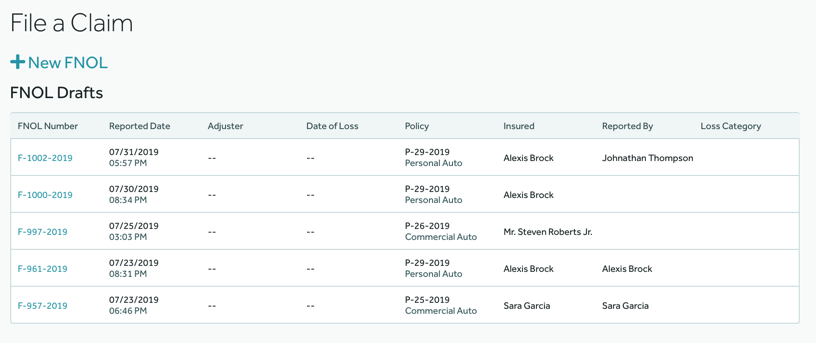 File a Claim
New FNOL
FNOL Drafts
FNOL Number Reported Date Adjuster Date of Loss Policy Insured Reported By Loss Category
F-1002-2019 07/31/2019 05:57 PM -- -- P-29-2019 Personal Auto Alexis Brock Johnathan Thompson
F-1000-2019 07/30/2019 08:34 PM -- -- P-29-2019 Personal Auto Alexis Brock
F-997-2019 07/25/2019 03:03 PM -- -- P-26-2019 Commercial Auto Mr. Steven Roberts Jr.
F-961-2019 07/23/2019 08:31 PM -- -- P-29-2019 Personal Auto Alexis Brock Alexis Brock
F-957-2019 07/23/2019 06:46 PM -- -- P-25-2019 Commercial Auto Sara Garcia Sara Garcia